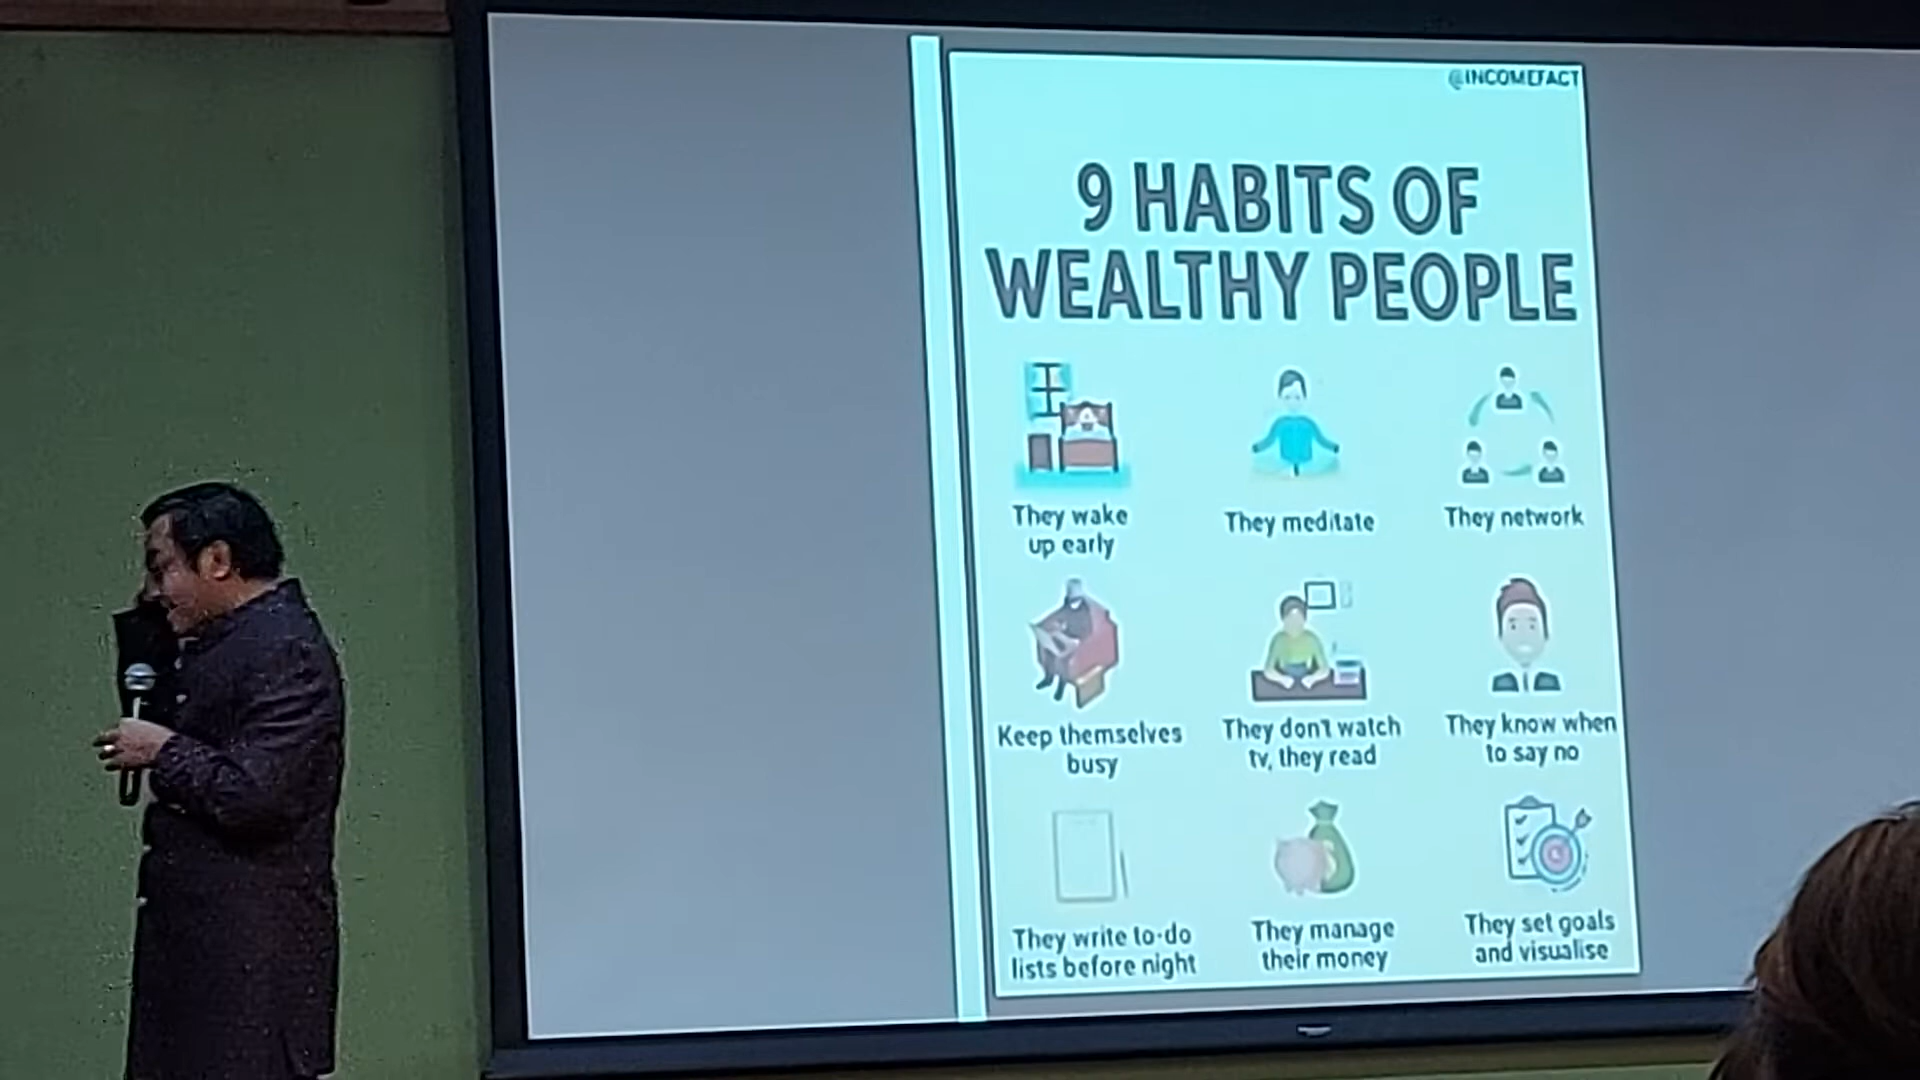 @INCOMEFACT
9 HABITS OF
WEALTHY PEOPLE
They wake
up early
They meditate
They network
Keep themselves
busy
They don't watch
tv, they read
They know when
to say no
They write to-do
lists before night
They manage
their money
They set goals
and visualise